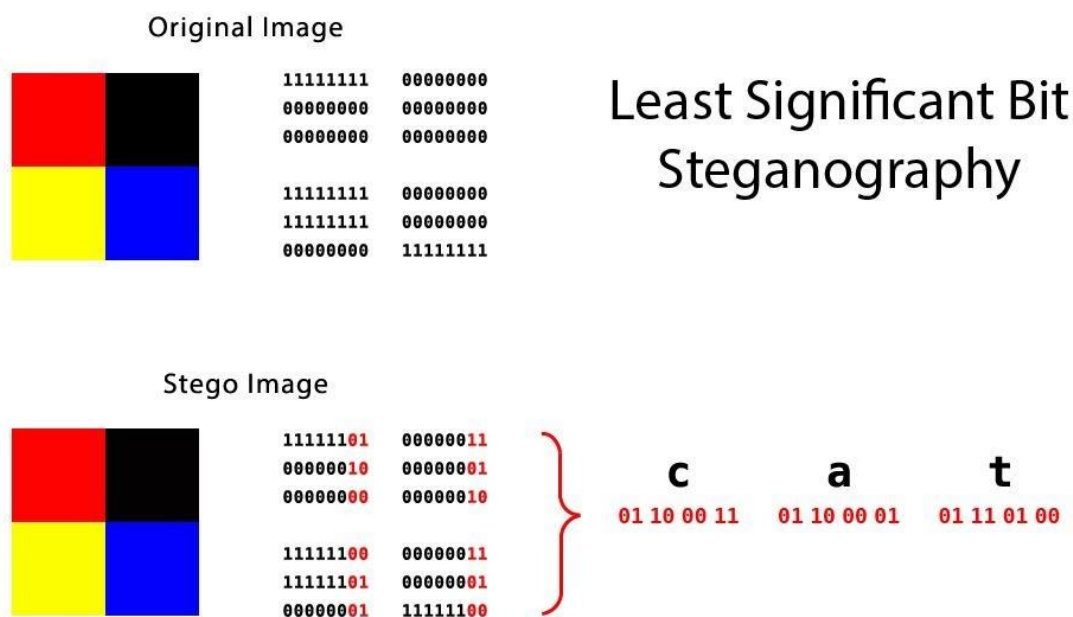 Original Image
11111111 00000000
00000000 00000000
00000000 00000000
11111111 00000000
11111111 00000000
00000000 11111111
Least Significant Bit
Steganography
Stego Image
11111101 00000011
00000010 00000001
00000000 00000010
11111100 00000011
11111101 00000001
00000001 11111100
c a t
01 10 00 11 01 10 00 01 01 11 01 00